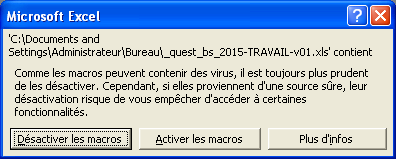 Microsoft Excel
'C:\Documents and
Settings\Administrateur\Bureau\_quest_bs_2015-TRAVAIL-v01.xls' contient
Comme les macros peuvent contenir des virus, il est toujours plus prudent
de les désactiver. Cependant, si elles proviennent d'une source sûre, leur
désactivation risque de vous empêcher d'accéder à certaines
fonctionnalités.
Désactiver les macros
Activer les macros
Plus d'infos